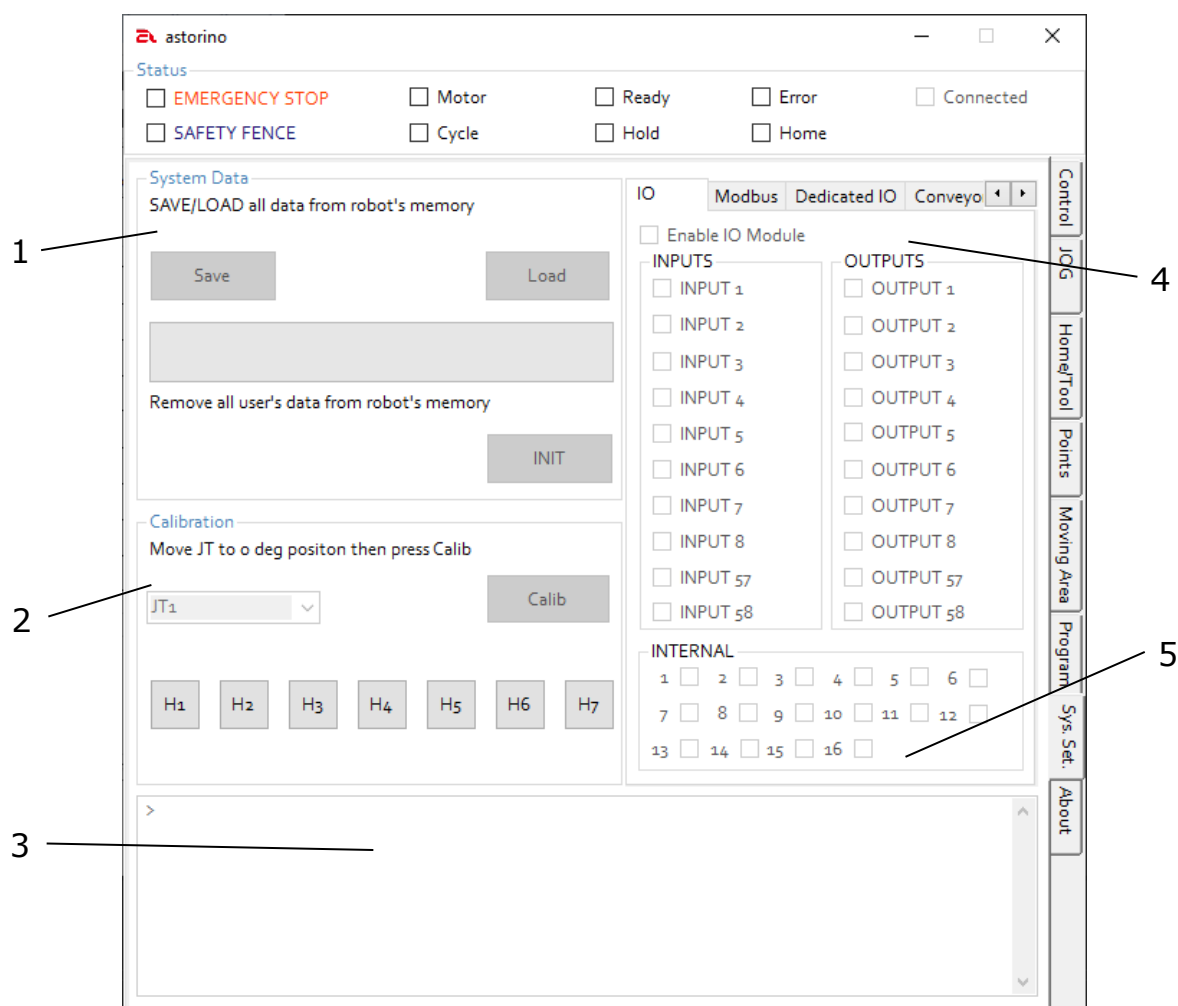 astorino
Status
EMERGENCY STOP Motor Ready Error Connected
SAFETY FENCE Cycle Hold Home
System Data
SAVE/LOAD all data from robot's memory
Save Load
Remove all user's data from robot's memory
INIT
Calibration
Move JT to 0 deg positon then press Calib
JT1
Calib
H1 H2 H3 H4 H5 H6 H7
>
IO Modbus Dedicated IO Conveyo
Enable IO Module
INPUTS OUTPUTS
INPUT 1 OUTPUT 1
INPUT 2 OUTPUT 2
INPUT 3 OUTPUT 3
INPUT 4 OUTPUT 4
INPUT 5 OUTPUT 5
INPUT 6 OUTPUT 6
INPUT 7 OUTPUT 7
INPUT 8 OUTPUT 8
INPUT 57 OUTPUT 57
INPUT 58 OUTPUT 58
INTERNAL
1 2 3 4 5 6
7 8 9 10 11 12
13 14 15 16
Control
JOG
Home/Tool
Points
Moving Area
Program
Sys. Set.
About
1
2
3
4
5